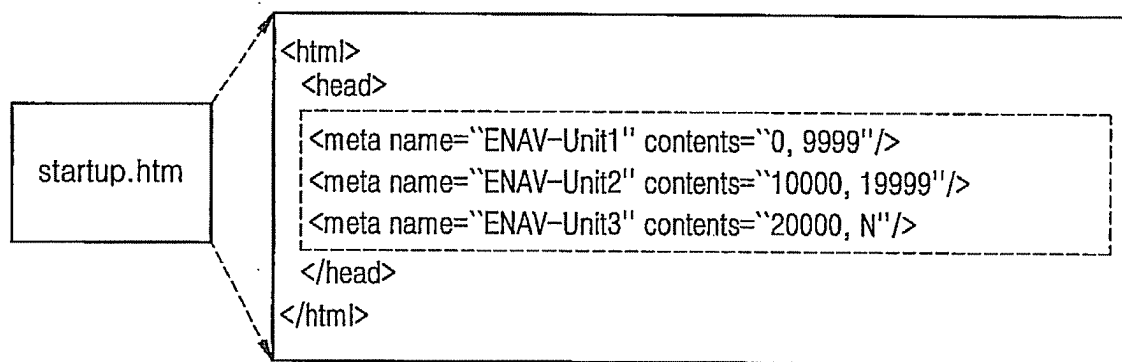 startup.htm
<html>
<head>
<meta name=``ENAV-Unit1'' contents=``0, 9999''/>
<meta name=``ENAV-Unit2'' contents=``10000, 19999''/>
<meta name=``ENAV-Unit3'' contents=``20000, N''/>
</head>
</html>